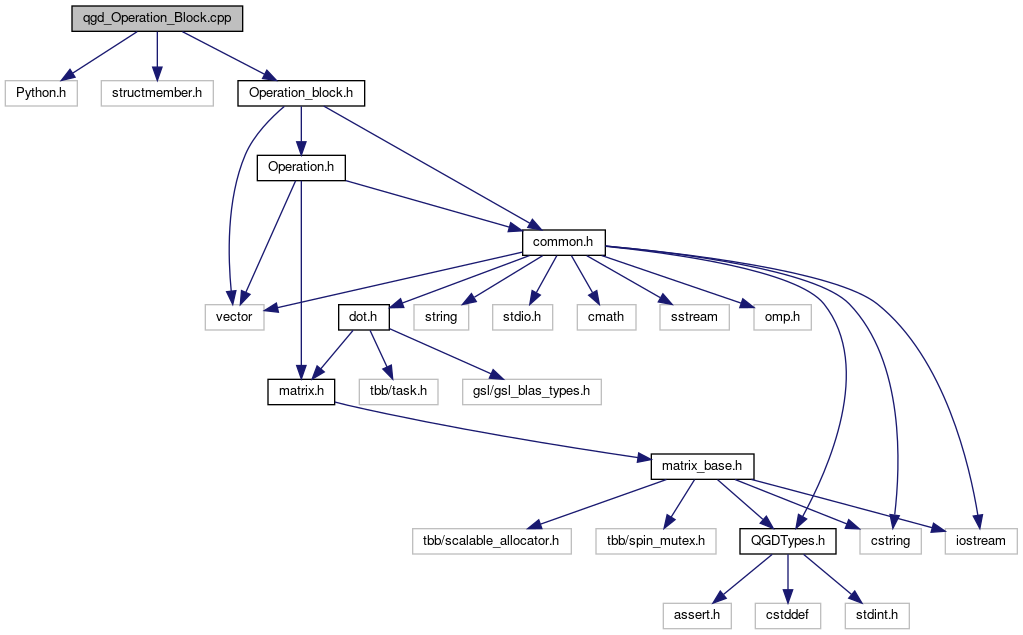 qgd_Operation_Block.cpp
Python.h
structmember.h
Operation_block.h
Operation.h
common.h
vector
dot.h
string
stdio.h
cmath
sstream
omp.h
matrix.h
tbb/task.h
gsl/gsl_blas_types.h
matrix_base.h
tbb/scalable_allocator.h
tbb/spin_mutex.h
QGDTypes.h
cstring
iostream
assert.h
cstddef
stdint.h